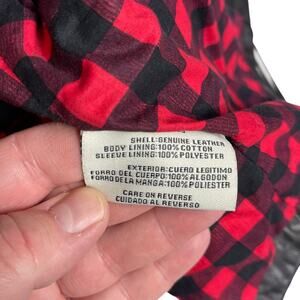 SHELL:GENUINE LEATHER
BODY LINING:100% COTTON
SLEEVE LINING:100% POLYESTER
EXTERIOR:CUERO LEGITIMO
FORRO DEL CUERPO:100% ALGODON
FORRO DE LA MANGA:100% POLIESTER
CARE ON REVERSE
CUIDADO AL REVERSO